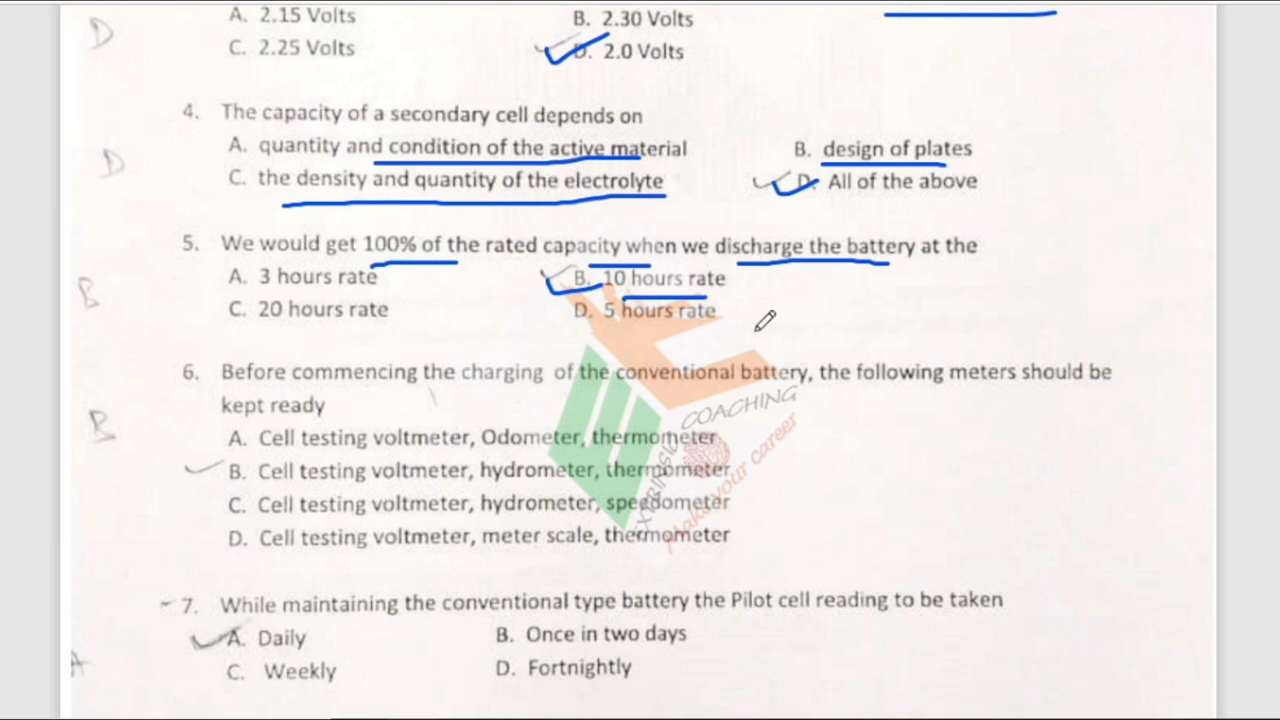 A. 2.15 Volts B. 2.30 Volts
D
C. 2.25 Volts D. 2.0 Volts
4. The capacity of a secondary cell depends on
A. quantity and condition of the active material B. design of plates
D
C. the density and quantity of the electrolyte D. All of the above
5. We would get 100% of the rated capacity when we discharge the battery at the
A. 3 hours rate B. 10 hours rate
B
C. 20 hours rate D. 5 hours rate
6. Before commencing the charging of the conventional battery, the following meters should be
kept ready
B
A. Cell testing voltmeter, Odometer, thermometer
B. Cell testing voltmeter, hydrometer, thermometer
C. Cell testing voltmeter, hydrometer, speedometer
D. Cell testing voltmeter, meter scale, thermometer
COACHING
Make your career
7. While maintaining the conventional type battery the Pilot cell reading to be taken
A. Daily B. Once in two days
A
C. Weekly D. Fortnightly